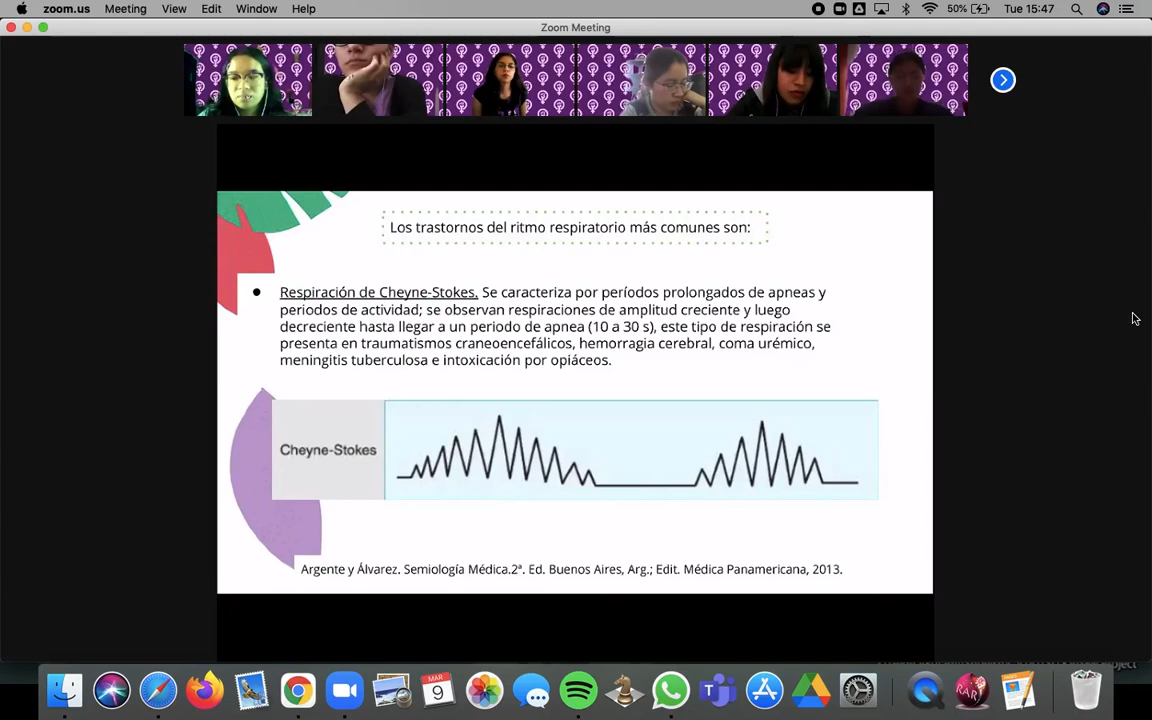 zoom.us Meeting View Edit Window Help 50% Tue 15:47
Zoom Meeting
Los trastornos del ritmo respiratorio más comunes son:
Respiración de Cheyne-Stokes. Se caracteriza por períodos prolongados de apneas y
periodos de actividad; se observan respiraciones de amplitud creciente y luego
decreciente hasta llegar a un periodo de apnea (10 a 30 s), este tipo de respiración se
presenta en traumatismos craneoencefálicos, hemorragia cerebral, coma urémico,
meningitis tuberculosa e intoxicación por opiáceos.
Cheyne-Stokes
Argente y Álvarez. Semiología Médica.2ª. Ed. Buenos Aires, Arg.; Edit. Médica Panamericana, 2013.
MAR
9
RAR